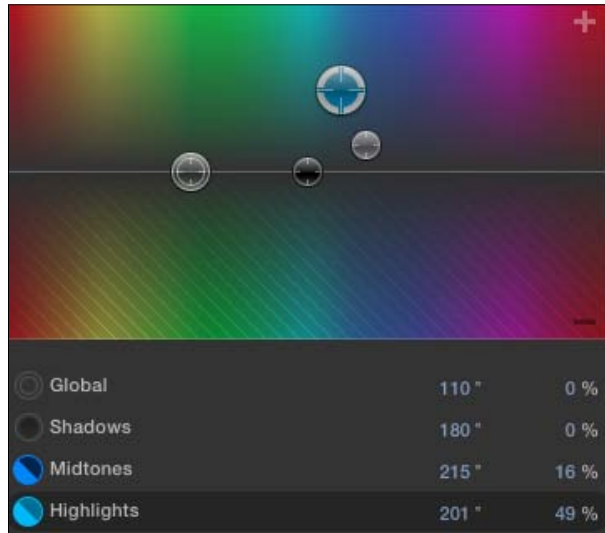 Global 110 ° 0 %
Shadows 180 ° 0 %
Midtones 215 ° 16 %
Highlights 201 ° 49 %